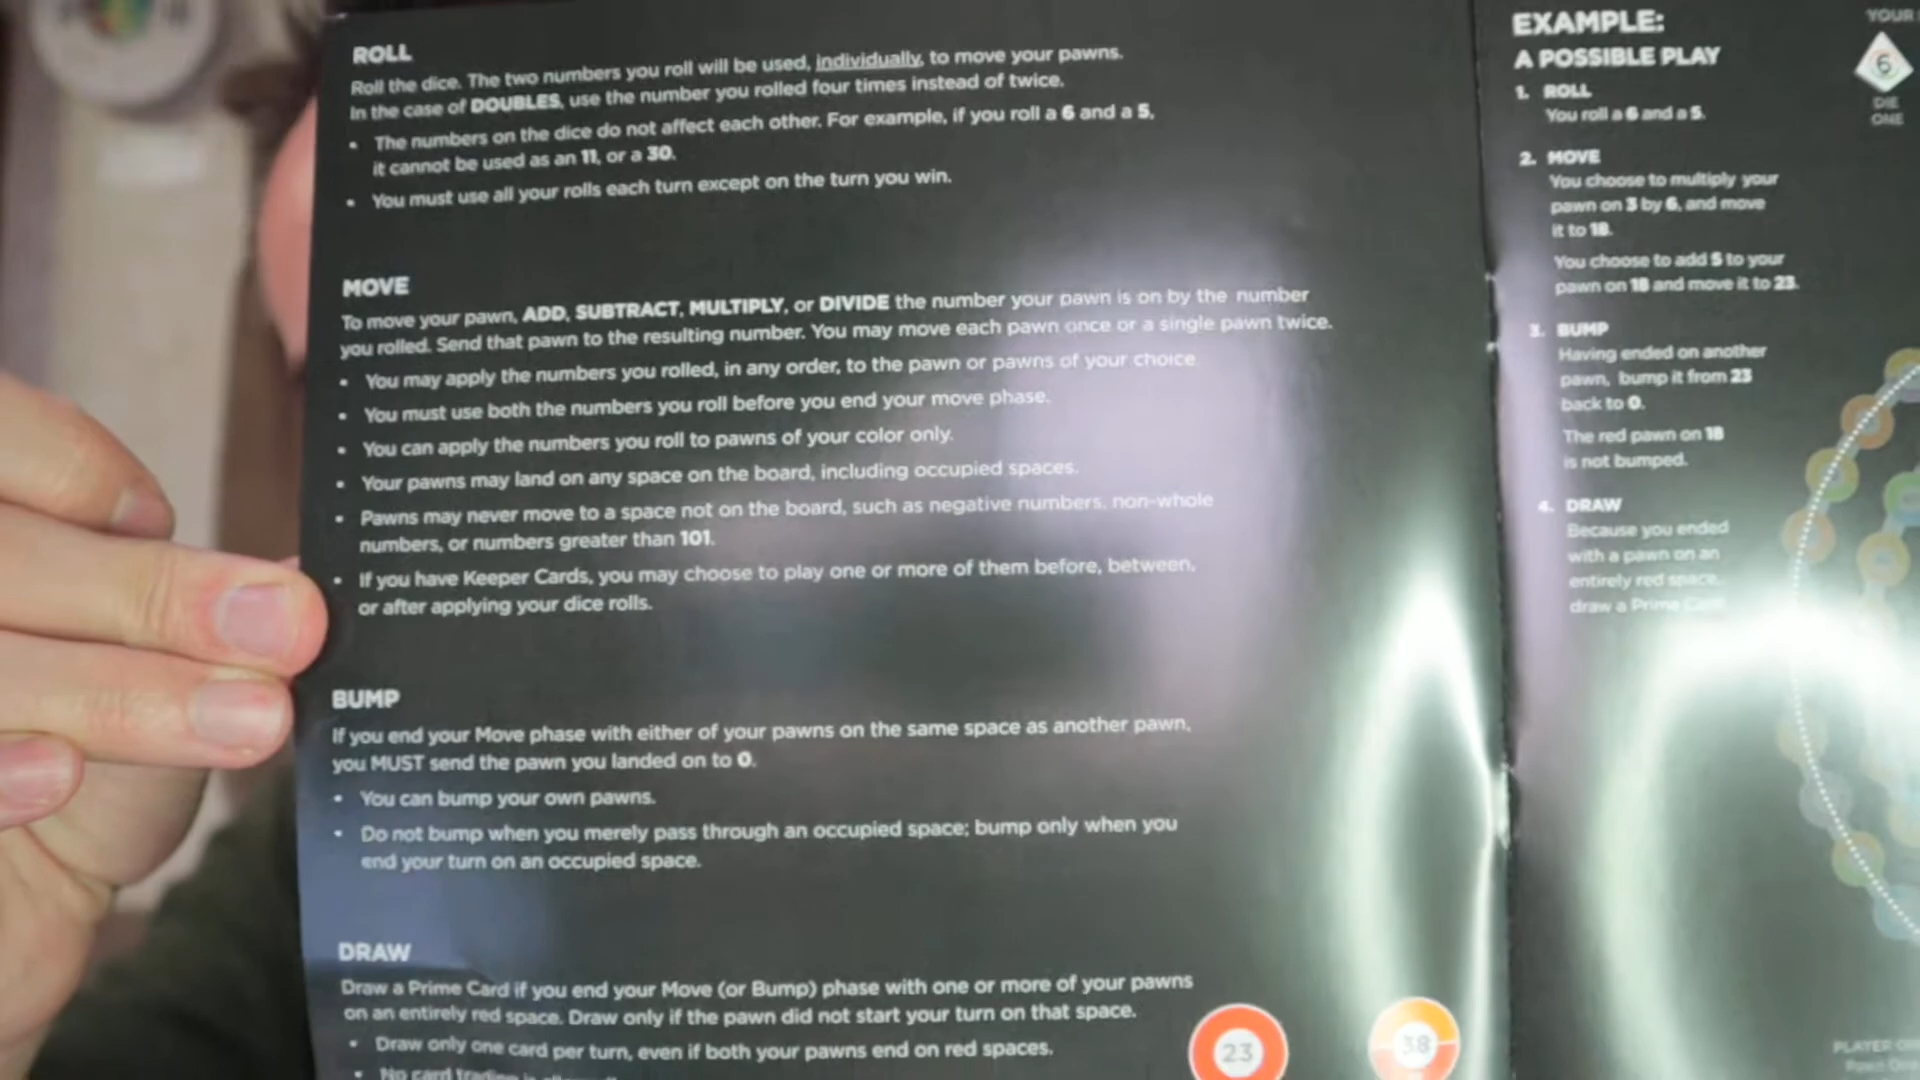 ROLL
Roll the dice. The two numbers you roll will be used, individually, to move your pawns.
In the case of DOUBLES, use the number you rolled four times instead of twice.
• The numbers on the dice do not affect each other. For example, if you roll a 6 and a 5,
it cannot be used as an 11, or a 30.
• You must use all your rolls each turn except on the turn you win.
MOVE
To move your pawn, ADD, SUBTRACT, MULTIPLY, or DIVIDE the number your pawn is on by the number
you rolled. Send that pawn to the resulting number. You may move each pawn once or a single pawn twice.
• You may apply the numbers you rolled, in any order, to the pawn or pawns of your choice
• You must use both the numbers you roll before you end your move phase.
• You can apply the numbers you roll to pawns of your color only.
• Your pawns may land on any space on the board, including occupied spaces.
• Pawns may never move to a space not on the board, such as negative numbers, non-whole
numbers, or numbers greater than 101.
• If you have Keeper Cards, you may choose to play one or more of them before, between,
or after applying your dice rolls.
BUMP
If you end your Move phase with either of your pawns on the same space as another pawn,
you MUST send the pawn you landed on to 0.
• You can bump your own pawns.
• Do not bump when you merely pass through an occupied space; bump only when you
end your turn on an occupied space.
DRAW
Draw a Prime Card if you end your Move (or Bump) phase with one or more of your pawns
on an entirely red space. Draw only if the pawn did not start your turn on that space.
• Draw only one card per turn, even if both your pawns end on red spaces.
• No card trading is
23
38
EXAMPLE:
A POSSIBLE PLAY
1. ROLL
You roll a 6 and a 5.
2. MOVE
You choose to multiply your
pawn on 3 by 6, and move
it to 18.
You choose to add 5 to your
pawn on 18 and move it to 23.
3. BUMP
Having ended on another
pawn, bump it from 23
back to 0.
The red pawn on 18
is not bumped.
4. DRAW
Because you ended
with a pawn on an
entirely red space,
draw a Prime Card
YOUR
6
DIE
ONE
PLAYER